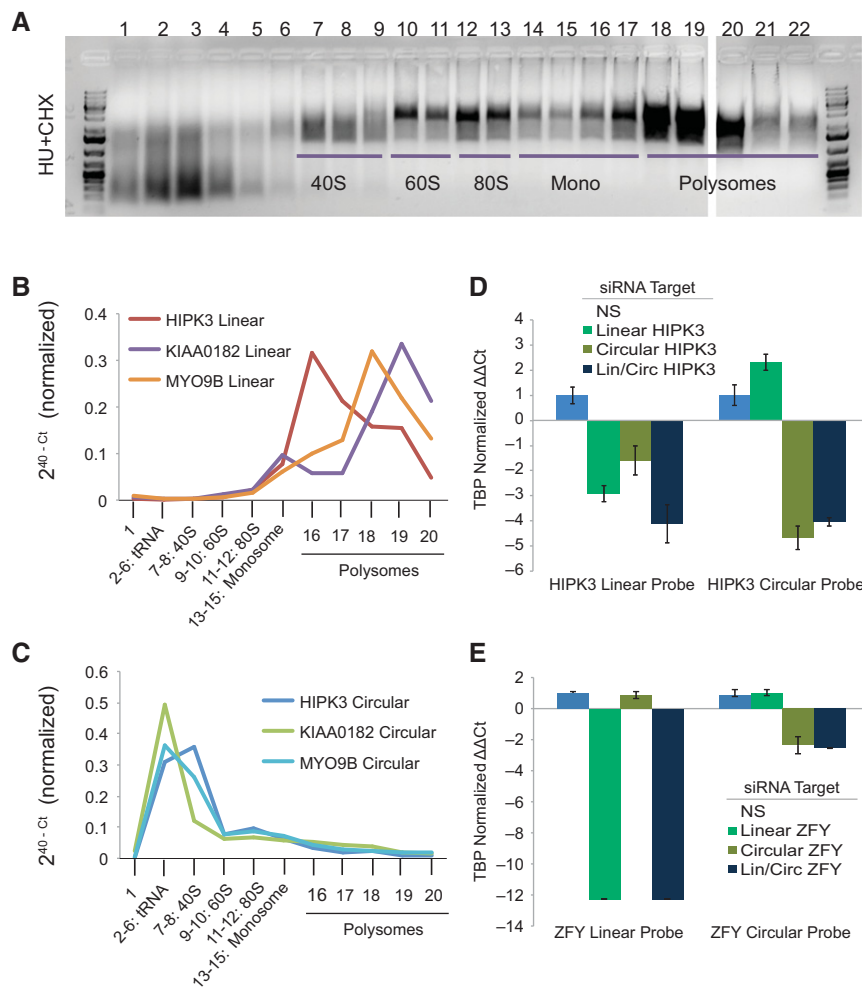 A
1 2 3 4 5 6 7 8 9 10 11 12 13 14 15 16 17 18 19 20 21 22
HU+CHX
40S 60S 80S Mono Polysomes
B
2^40 - Ct (normalized)
0.4
0.3
0.2
0.1
0
HIPK3 Linear
KIAA0182 Linear
MYO9B Linear
1
2-6: tRNA
7-8: 40S
9-10: 60S
11-12: 80S
13-15: Monosome
16 17 18 19 20
Polysomes
C
2^40 - Ct (normalized)
0.6
0.5
0.4
0.3
0.2
0.1
0
HIPK3 Circular
KIAA0182 Circular
MYO9B Circular
1
2-6: tRNA
7-8: 40S
9-10: 60S
11-12: 80S
13-15: Monosome
16 17 18 19 20
Polysomes
D
TBP Normalized ΔΔCt
4
3
2
1
−1
−2
−3
−4
−5
−6
siRNA Target
NS
Linear HIPK3
Circular HIPK3
Lin/Circ HIPK3
HIPK3 Linear Probe HIPK3 Circular Probe
E
TBP Normalized ΔΔCt
2
0
−2
−4
−6
−8
−10
−12
−14
siRNA Target
NS
Linear ZFY
Circular ZFY
Lin/Circ ZFY
ZFY Linear Probe ZFY Circular Probe